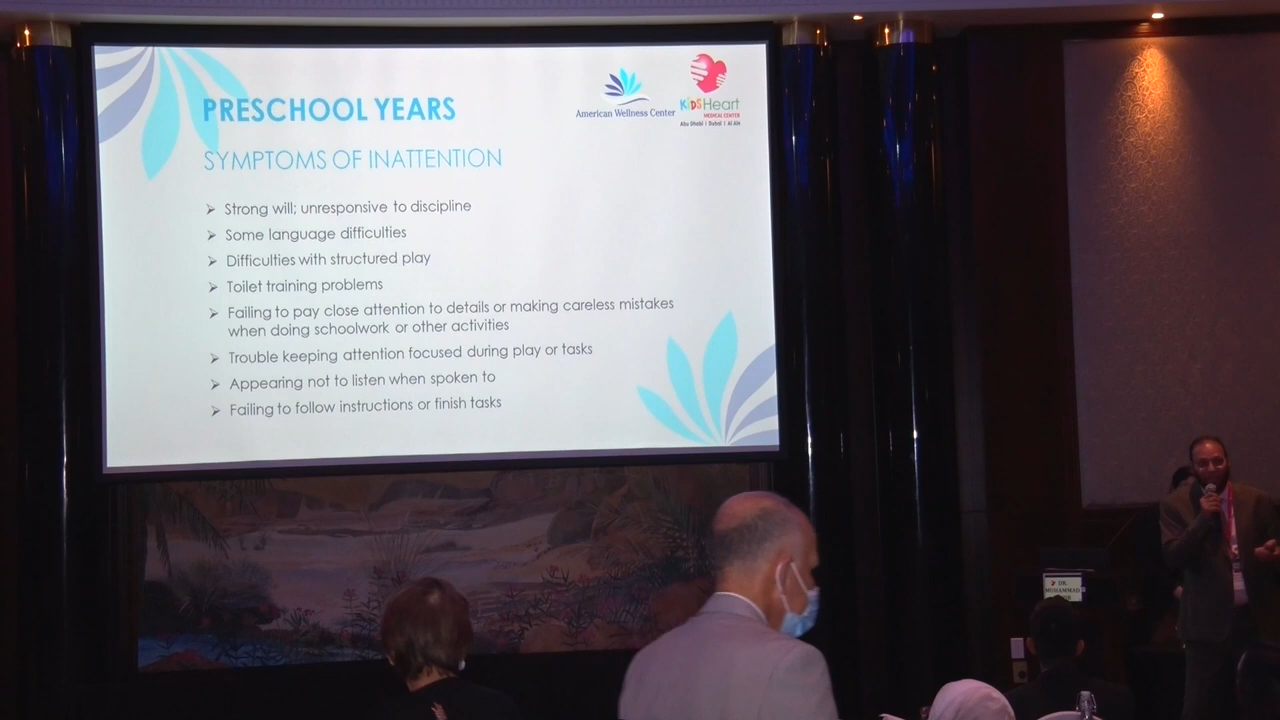 PRESCHOOL YEARS
SYMPTOMS OF INATTENTION
American Wellness Center
KiDS Heart
MEDICAL CENTER
Abu Dhabi | Dubai | Al Ain
Strong will; unresponsive to discipline
Some language difficulties
Difficulties with structured play
Toilet training problems
Failing to pay close attention to details or making careless mistakes
when doing schoolwork or other activities
Trouble keeping attention focused during play or tasks
Appearing not to listen when spoken to
Failing to follow instructions or finish tasks
DR.
MUHAMMAD